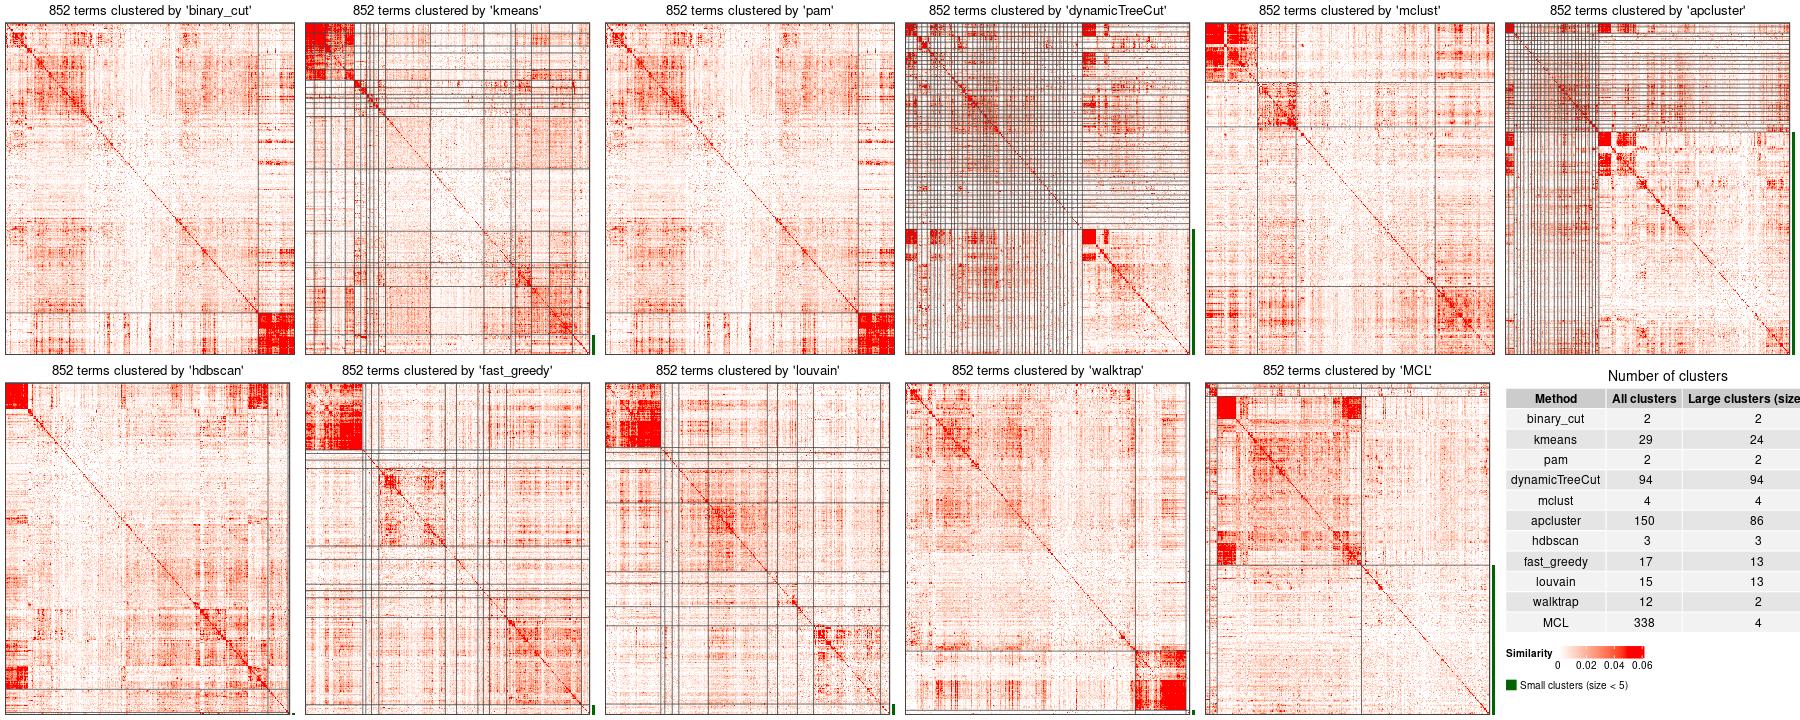 852 terms clustered by 'binary_cut'
852 terms clustered by 'kmeans'
852 terms clustered by 'pam'
852 terms clustered by 'dynamicTreeCut'
852 terms clustered by 'mclust'
852 terms clustered by 'apcluster'
852 terms clustered by 'hdbscan'
852 terms clustered by 'fast_greedy'
852 terms clustered by 'louvain'
852 terms clustered by 'walktrap'
852 terms clustered by 'MCL'
Number of clusters
Method All clusters Large clusters (size
binary_cut 2 2
kmeans 29 24
pam 2 2
dynamicTreeCut 94 94
mclust 4 4
apcluster 150 86
hdbscan 3 3
fast_greedy 17 13
louvain 15 13
walktrap 12 2
MCL 338 4
Similarity
0 0.02 0.04 0.06
Small clusters (size < 5)